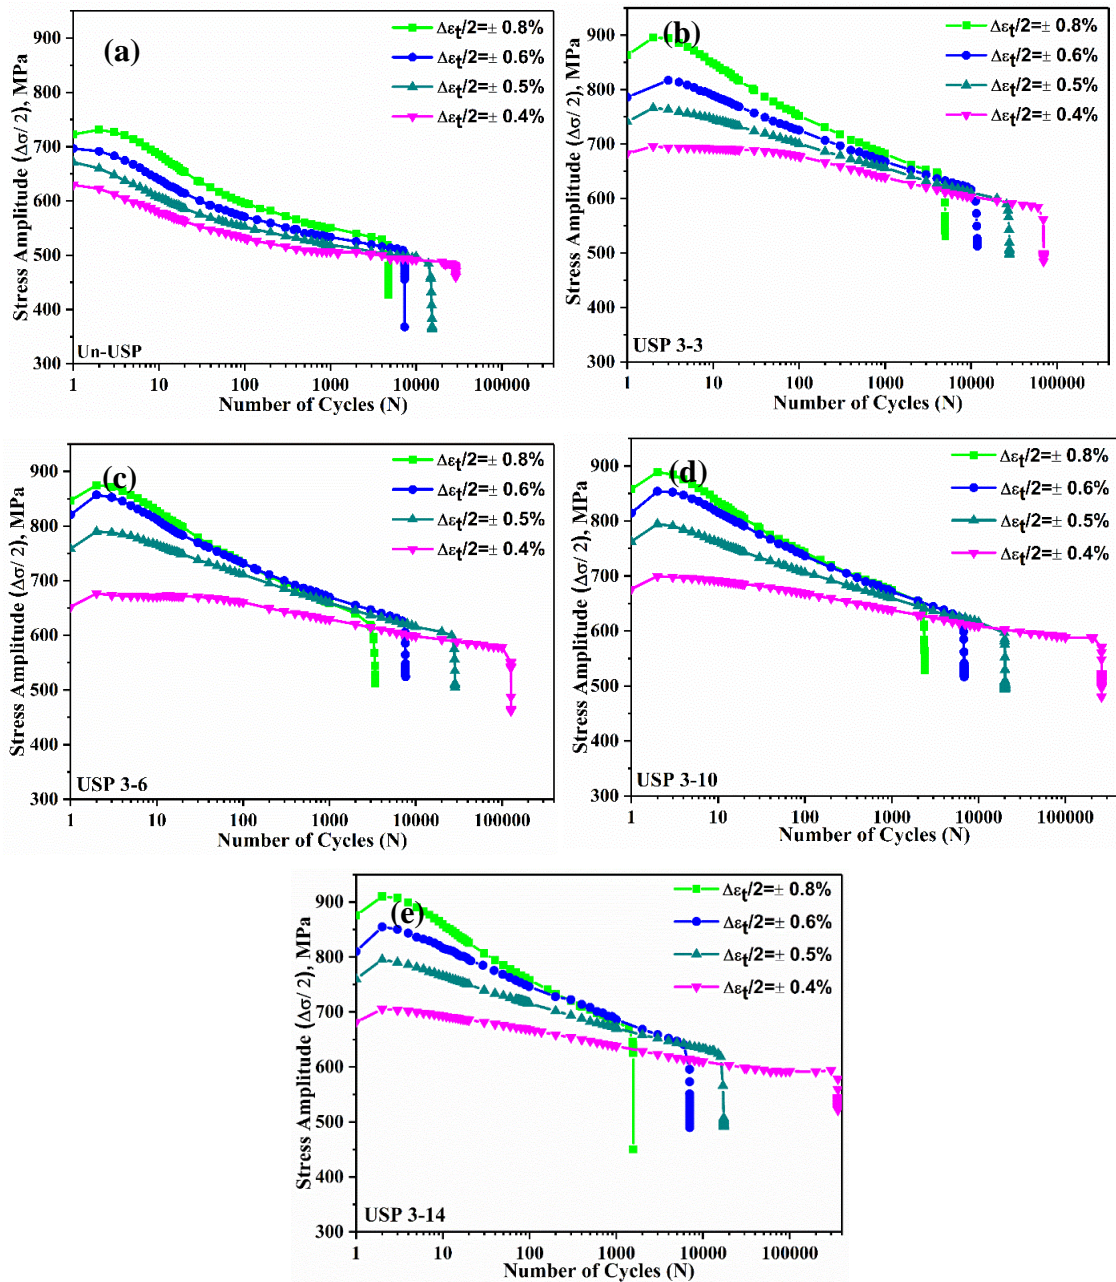 (a)
Δεt/2=± 0.8%
Δεt/2=± 0.6%
Δεt/2=± 0.5%
Δεt/2=± 0.4%
Stress Amplitude (Δσ/ 2), MPa
900
800
700
600
500
400
300
Un-USP
1 10 100 1000 10000 100000
Number of Cycles (N)
(b)
Δεt/2=± 0.8%
Δεt/2=± 0.6%
Δεt/2=± 0.5%
Δεt/2=± 0.4%
Stress Amplitude (Δσ/ 2), MPa
900
800
700
600
500
400
300
USP 3-3
1 10 100 1000 10000 100000
Number of Cycles (N)
(c)
Δεt/2=± 0.8%
Δεt/2=± 0.6%
Δεt/2=± 0.5%
Δεt/2=± 0.4%
Stress Amplitude (Δσ/ 2), MPa
900
800
700
600
500
400
300
USP 3-6
1 10 100 1000 10000 100000
Number of Cycles (N)
(d)
Δεt/2=± 0.8%
Δεt/2=± 0.6%
Δεt/2=± 0.5%
Δεt/2=± 0.4%
Stress Amplitude (Δσ/ 2), MPa
900
800
700
600
500
400
300
USP 3-10
1 10 100 1000 10000 100000
Number of Cycles (N)
(e)
Δεt/2=± 0.8%
Δεt/2=± 0.6%
Δεt/2=± 0.5%
Δεt/2=± 0.4%
Stress Amplitude (Δσ/ 2), MPa
900
800
700
600
500
400
300
USP 3-14
1 10 100 1000 10000 100000
Number of Cycles (N)